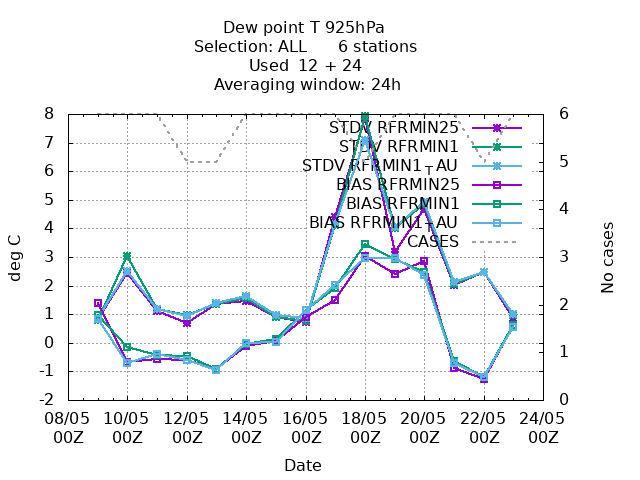 Dew point T 925hPa
Selection: ALL      6 stations
Used  12 + 24
Averaging window: 24h
STDV RFRMIN25
STDV RFRMIN1
STDV RFRMIN1TAU
BIAS RFRMIN25
BIAS RFRMIN1
BIAS RFRMIN1TAU
CASES
8
7
6
5
4
3
2
1
0
-1
-2
deg C
6
5
4
3
2
1
0
No cases
08/05 10/05 12/05 14/05 16/05 18/05 20/05 22/05 24/05
00Z 00Z 00Z 00Z 00Z 00Z 00Z 00Z 00Z
Date